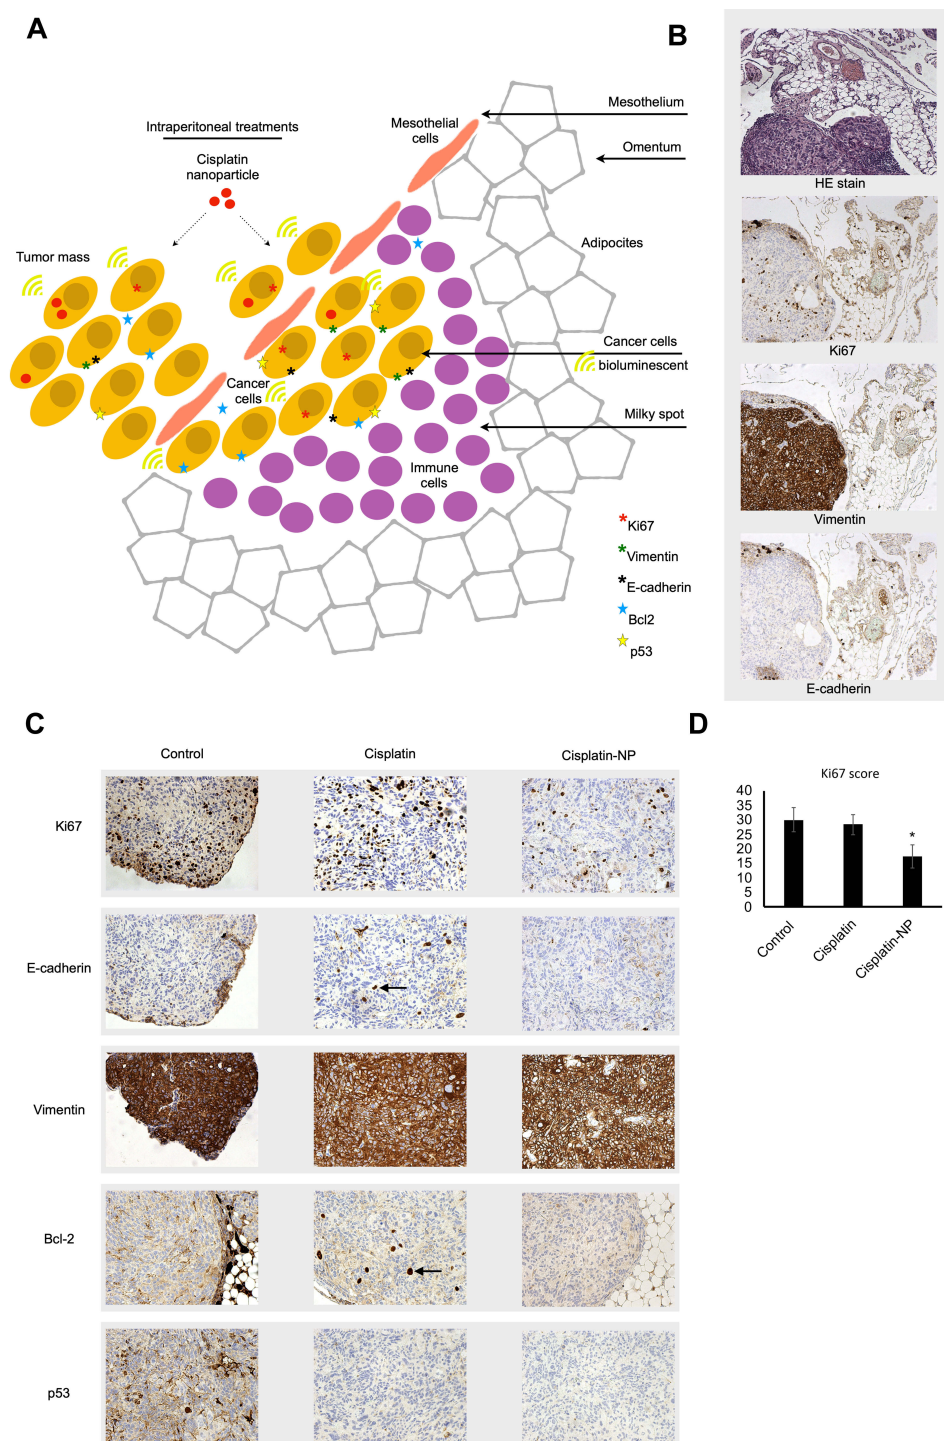 A
Intraperitoneal treatments
Cisplatin
nanoparticle
Mesothelial
cells
Mesothelium
Omentum
Adipocites
Tumor mass
Cancer
cells
Cancer cells
bioluminescent
Milky spot
Immune
cells
*Ki67
*Vimentin
*E-cadherin
Bcl2
p53
B
HE stain
Ki67
Vimentin
E-cadherin
C
Control
Cisplatin
Cisplatin-NP
Ki67
E-cadherin
Vimentin
Bcl-2
p53
D
Ki67 score
40
35
30
25
20
15
10
5
0
*
Control
Cisplatin
Cisplatin-NP